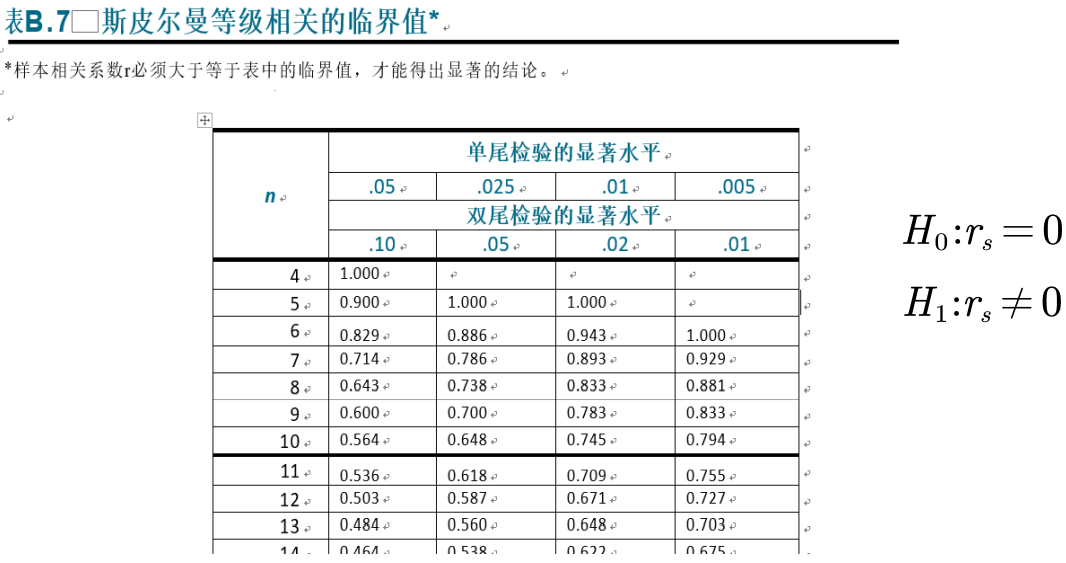 表B.7 斯皮尔曼等级相关的临界值*
*样本相关系数r必须大于等于表中的临界值，才能得出显著的结论。
单尾检验的显著水平
n .05 .025 .01 .005
双尾检验的显著水平
.10 .05 .02 .01
4 1.000
5 0.900 1.000 1.000
6 0.829 0.886 0.943 1.000
7 0.714 0.786 0.893 0.929
8 0.643 0.738 0.833 0.881
9 0.600 0.700 0.783 0.833
10 0.564 0.648 0.745 0.794
11 0.536 0.618 0.709 0.755
12 0.503 0.587 0.671 0.727
13 0.484 0.560 0.648 0.703
14 0.464 0.538 0.622 0.675
H₀:rₛ=0
H₁:rₛ≠0